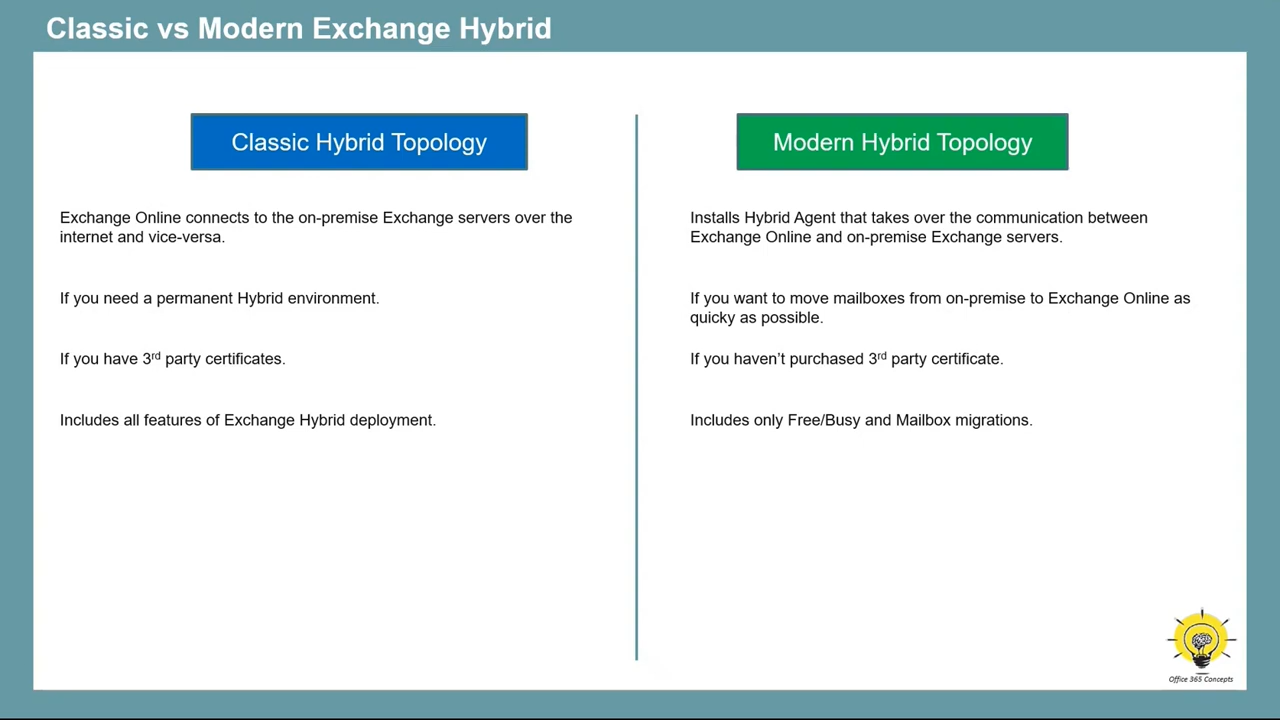 Classic vs Modern Exchange Hybrid
Classic Hybrid Topology
Exchange Online connects to the on-premise Exchange servers over the
internet and vice-versa.
If you need a permanent Hybrid environment.
If you have 3rd party certificates.
Includes all features of Exchange Hybrid deployment.
Modern Hybrid Topology
Installs Hybrid Agent that takes over the communication between
Exchange Online and on-premise Exchange servers.
If you want to move mailboxes from on-premise to Exchange Online as
quicky as possible.
If you haven’t purchased 3rd party certificate.
Includes only Free/Busy and Mailbox migrations.
Office 365 Concepts